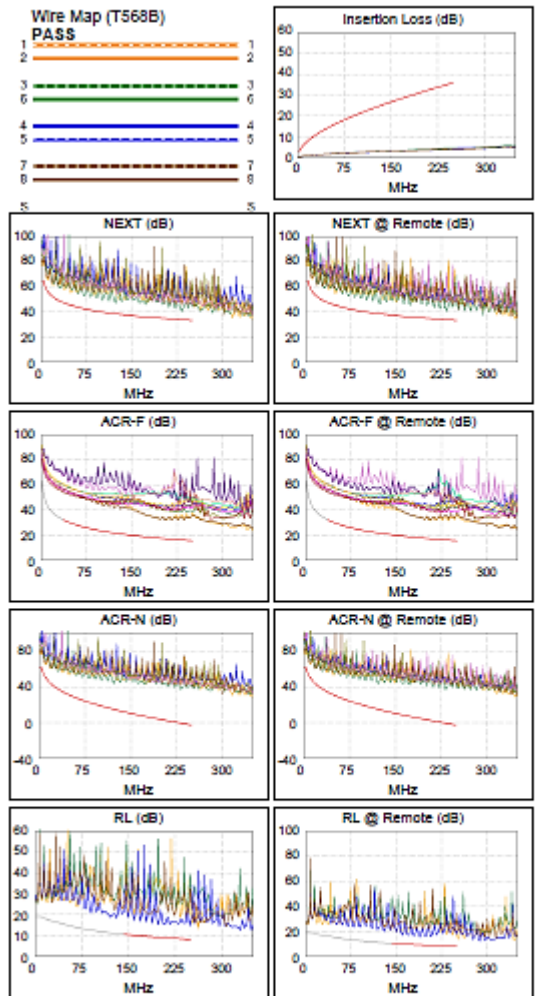 Wire Map (T568B)
PASS
1 1
2 2
3 3
6 6
4 4
5 5
7 7
8 8
S S
Insertion Loss (dB)
60
50
40
30
20
10
0
0 75 150 225 300
MHz
NEXT (dB)
100
80
60
40
20
0
0 75 150 225 300
MHz
NEXT @ Remote (dB)
100
80
60
40
20
0
0 75 150 225 300
MHz
ACR-F (dB)
100
80
60
40
20
0
0 75 150 225 300
MHz
ACR-F @ Remote (dB)
100
80
60
40
20
0
0 75 150 225 300
MHz
ACR-N (dB)
80
40
0
-40
0 75 150 225 300
MHz
ACR-N @ Remote (dB)
80
40
0
-40
0 75 150 225 300
MHz
RL (dB)
60
50
40
30
20
10
0
0 75 150 225 300
MHz
RL @ Remote (dB)
100
80
60
40
20
0
0 75 150 225 300
MHz